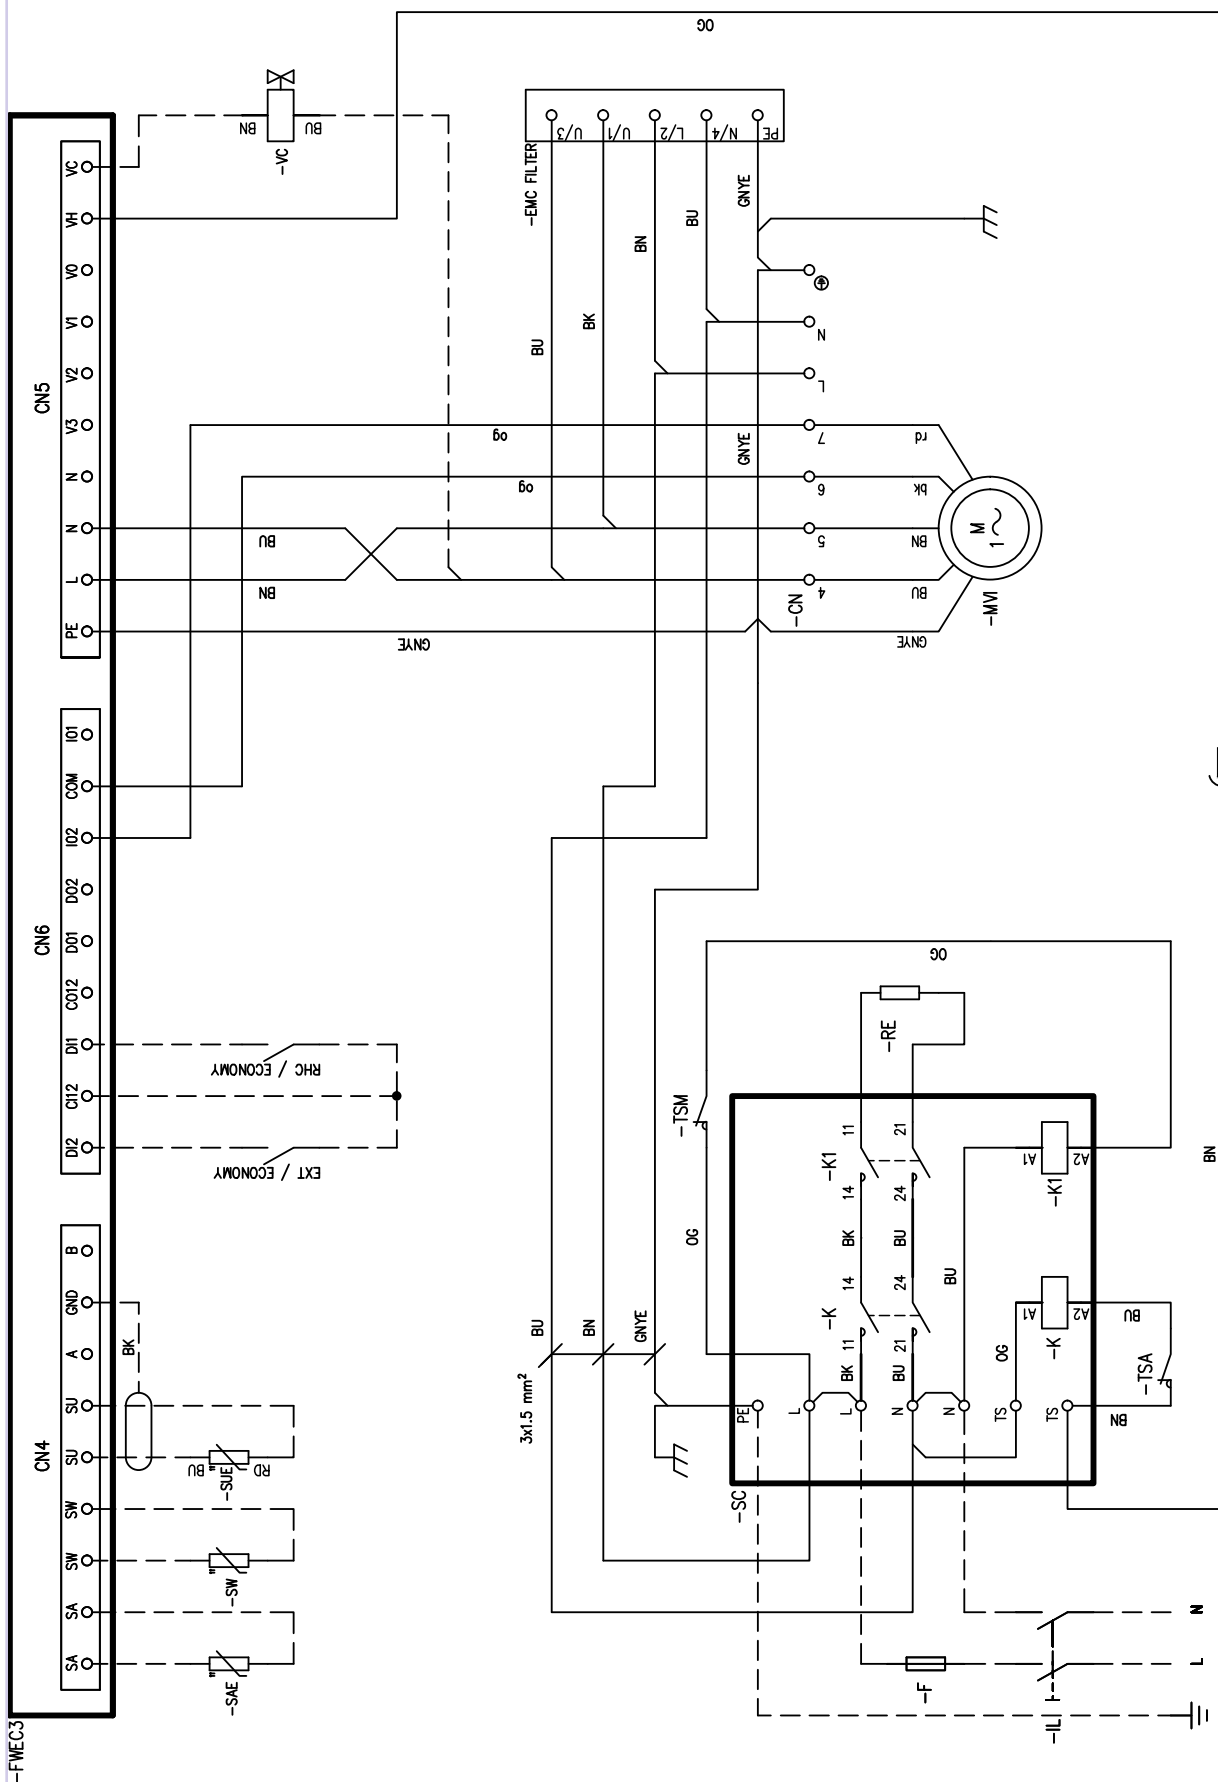 OG
BN
BU
-VC
CN5
VC
VH
V0
V1
V2
V3
N
N
L
PE
-EMC FILTER
U/3
U/1
L/2
N/4
PE
BU
BK
BN
BU
GNYE
GNYE
N
L
7
6
5
4
-CN
og
og
BU
BN
GNYE
rd
bk
BN
BU
GNYE
M
1
-MVI
CN6
IO1
COM
IO2
DO2
DO1
CO12
DI1
CI12
DI2
RHC / ECONOMY
EXT / ECONOMY
OG
-RE
-TSM
OG
-K1
11
21
14
24
BK
BU
14
24
-K
11
21
BK
BU
BU
A1
A2
-K1
A1
A2
-K
OG
BU
-TSA
BN
BN
CN4
B
GND
A
SU
SU
SW
SW
SA
SA
BK
BU
RD
-SUE
-SW
-SAE
BU
BN
GNYE
3x1.5 mm²
PE
L
L
N
N
TS
TS
-SC
-F
-IL
N
L
-FWEC3